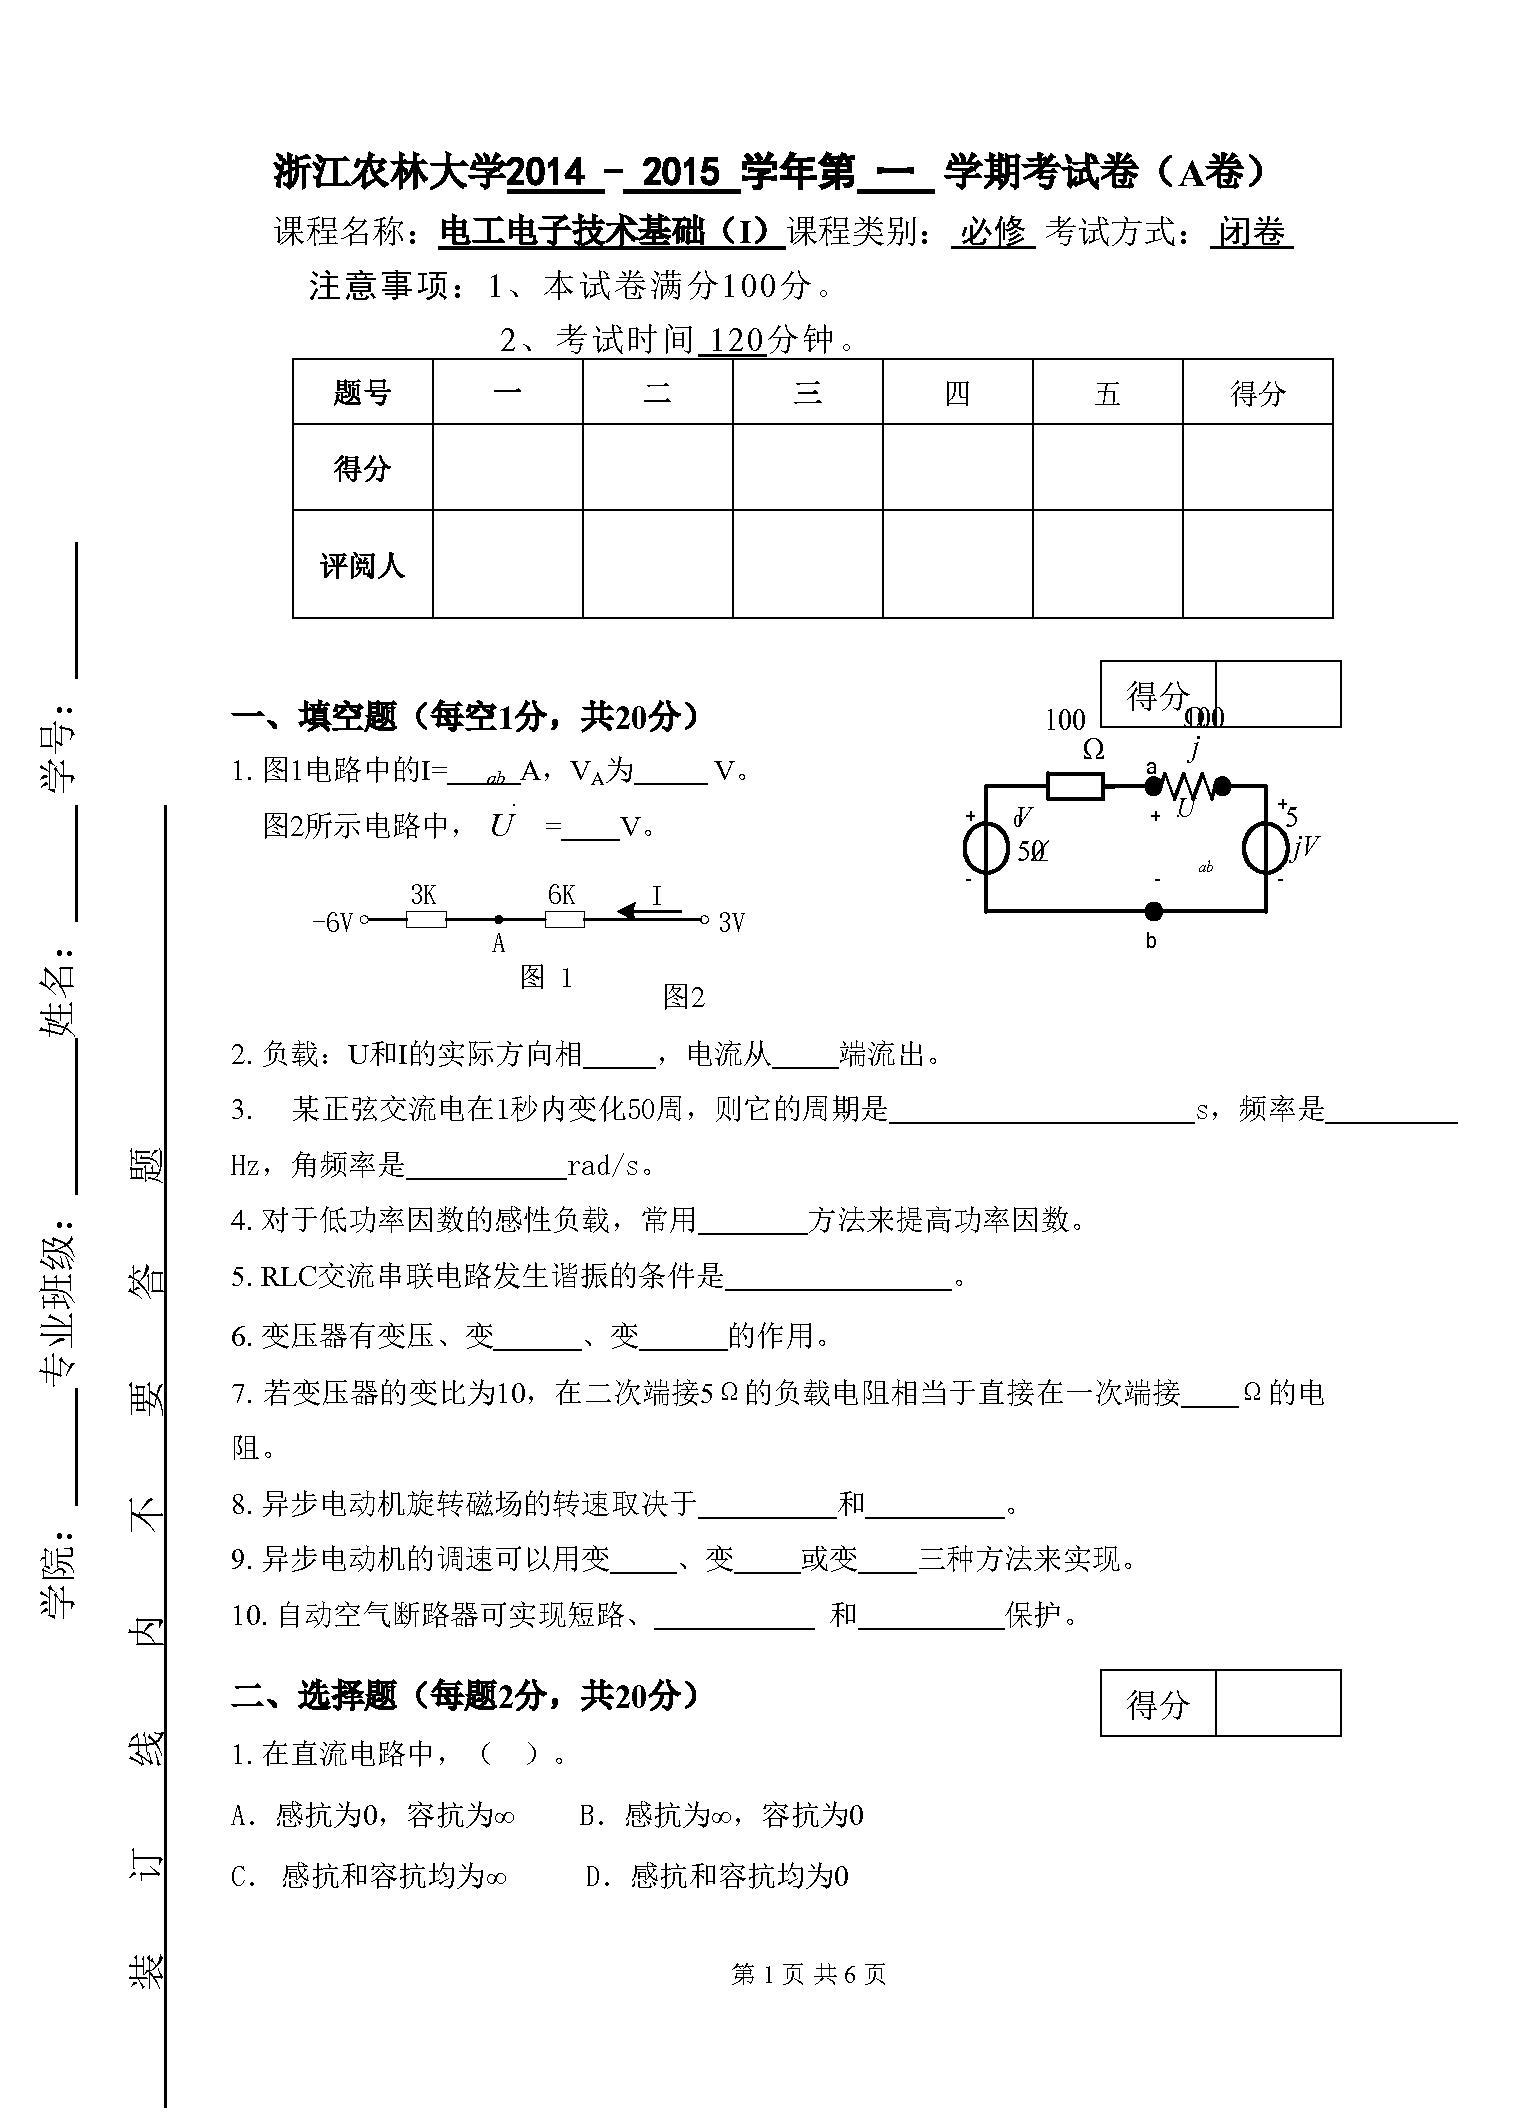 浙江农林大学2014 - 2015 学年第 一 学期考试卷（A卷）
课程名称：电工电子技术基础（I）课程类别： 必修 考试方式： 闭卷
注意事项：1、本试卷满分100分。
2、考试时间 120分钟。
题号 一 二 三 四 五 得分
得分
评阅人
学号：
姓名：
专业班级：
学院：
装 订 线 内 不 要 答 题
得分
一、填空题（每空1分，共20分）
1. 图1电路中的I=______A，VA为_____ V。
ab
图2所示电路中， U̇ =____V。
-6V 3K A 6K I 3V
图 1
100
Ω
j
a
+ + U +
V
50∠
5
jV
ab
- - -
b
图2
2. 负载：U和I的实际方向相_____，电流从_____端流出。
3. 某正弦交流电在1秒内变化50周，则它的周期是____________________s，频率是_________
Hz，角频率是___________rad/s。
4. 对于低功率因数的感性负载，常用________方法来提高功率因数。
5. RLC交流串联电路发生谐振的条件是________________。
6. 变压器有变压、变______、变______的作用。
7. 若变压器的变比为10，在二次端接5Ω的负载电阻相当于直接在一次端接____Ω的电
阻。
8. 异步电动机旋转磁场的转速取决于__________和__________。
9. 异步电动机的调速可以用变_____、变_____或变____三种方法来实现。
10. 自动空气断路器可实现短路、___________ 和__________保护。
二、选择题（每题2分，共20分）
得分
1. 在直流电路中，（ ）。
A. 感抗为0，容抗为∞ B. 感抗为∞，容抗为0
C. 感抗和容抗均为∞ D. 感抗和容抗均为0
第 1 页 共 6 页